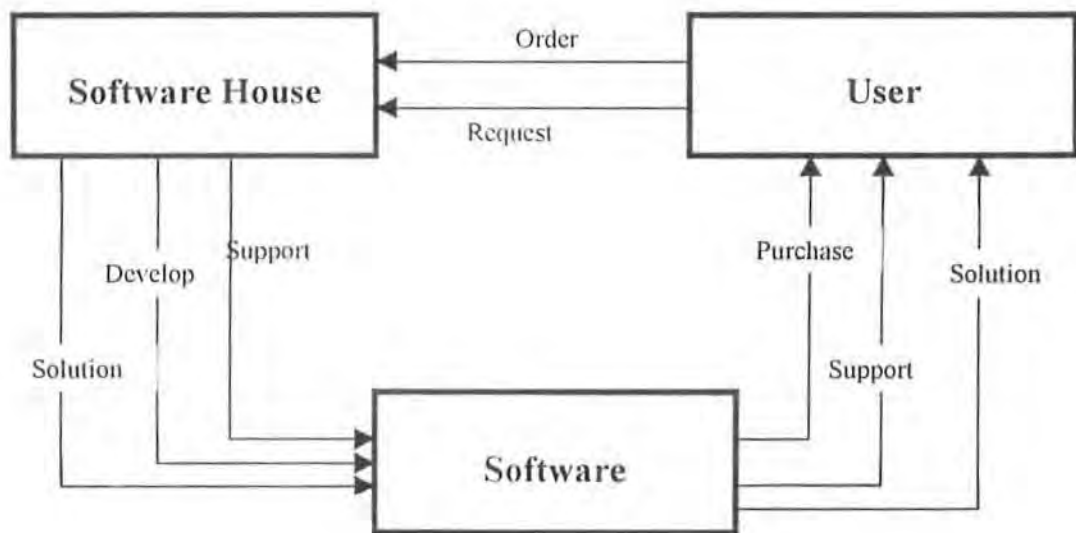 Order
Software House
User
Request
Support
Purchase
Develop
Solution
Solution
Support
Software